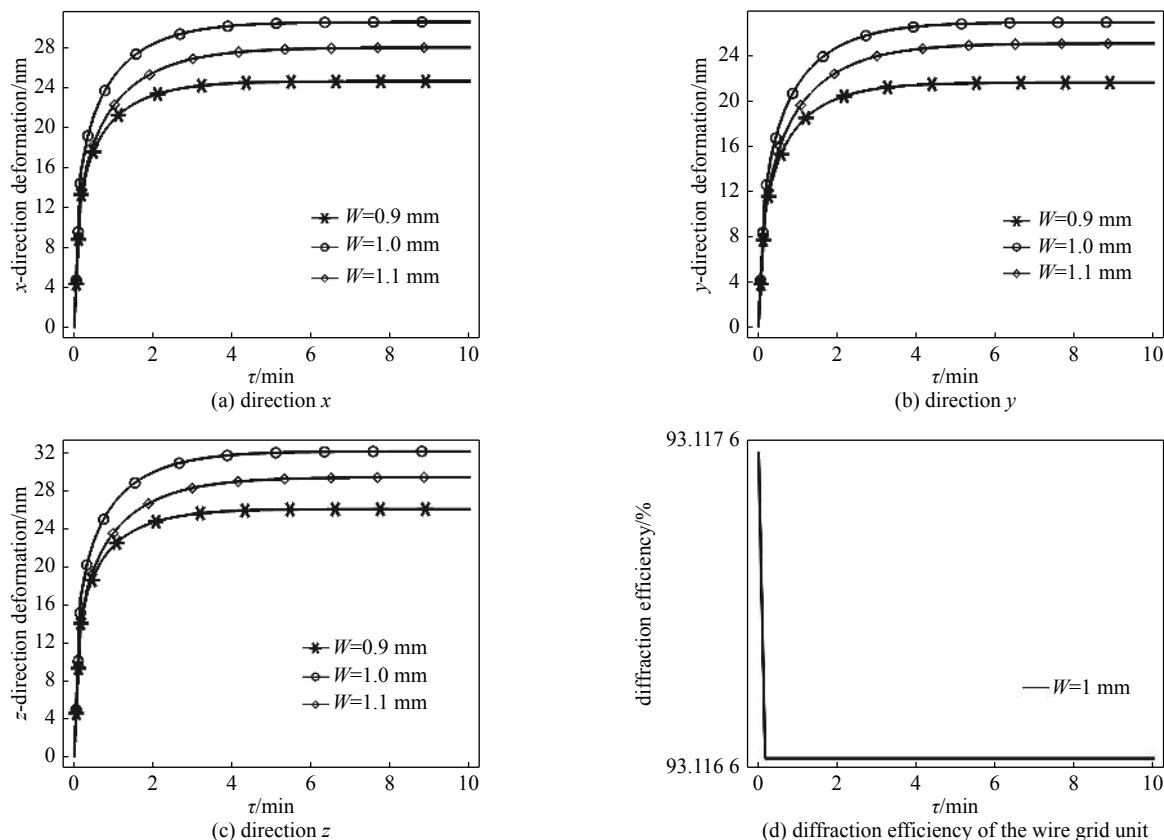 x-direction deformation/nm
28
24
20
16
12
8
4
0
W=0.9 mm
W=1.0 mm
W=1.1 mm
0 2 4 6 8 10
τ/min
(a) direction x
y-direction deformation/nm
24
20
16
12
8
4
0
W=0.9 mm
W=1.0 mm
W=1.1 mm
0 2 4 6 8 10
τ/min
(b) direction y
z-direction deformation/nm
32
28
24
20
16
12
8
4
0
W=0.9 mm
W=1.0 mm
W=1.1 mm
0 2 4 6 8 10
τ/min
(c) direction z
diffraction efficiency/%
93.117 6
93.116 6
W=1 mm
0 2 4 6 8 10
τ/min
(d) diffraction efficiency of the wire grid unit